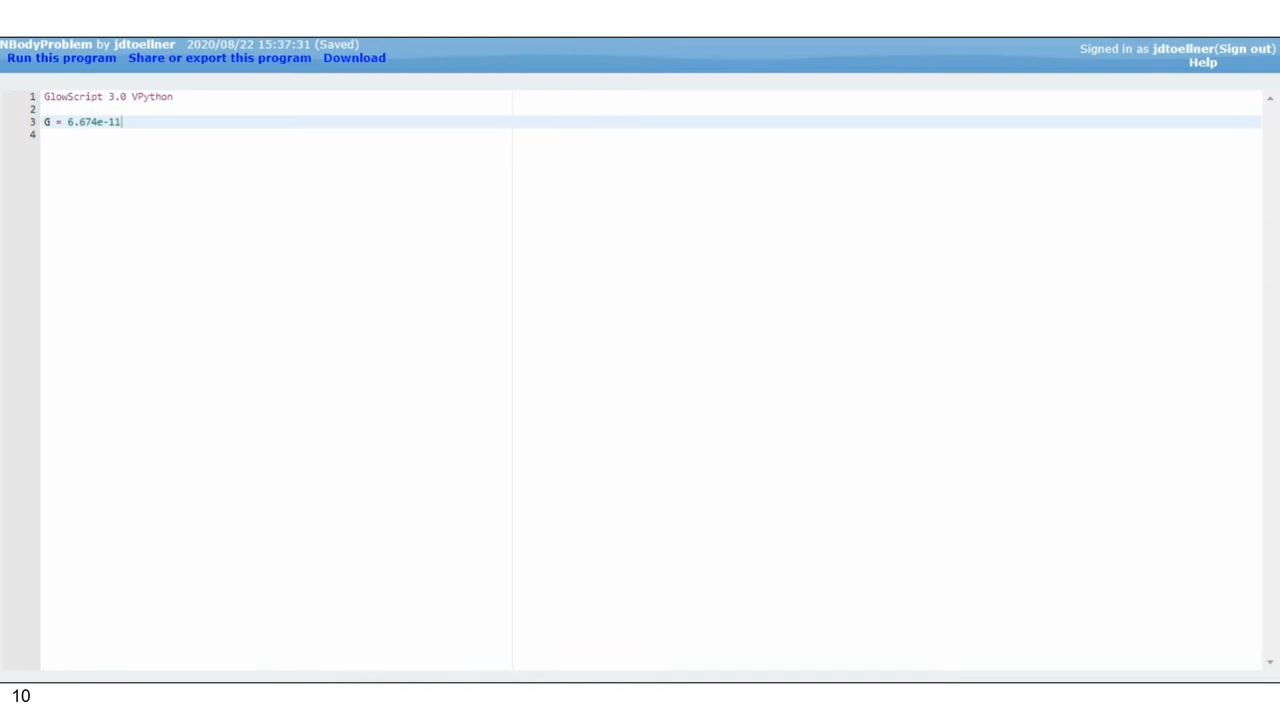 NBodyProblem by jdtoellner 2020/08/22 15:37:31 (Saved)
Signed in as jdtoellner(Sign out)
Run this program Share or export this program Download
Help
1 GlowScript 3.0 VPython
2
3 G = 6.674e-11
4
10